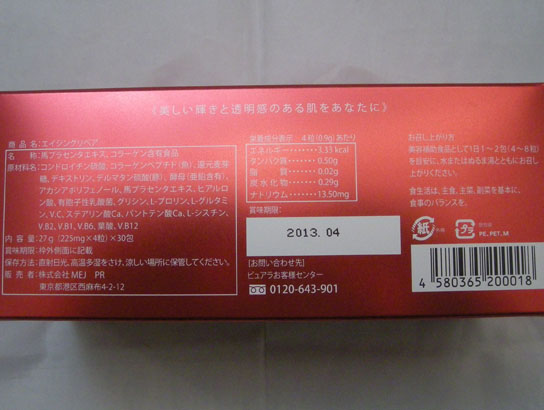 《美しい輝きと透明感のある肌をあなたに》
商品名:エイジングリペア
名称:馬プラセンタエキス、コラーゲン含有食品
原材料名:コンドロイチン硫酸、コラーゲンペプチド(魚)、還元麦芽
糖、デキストリン、デルマタン硫酸(豚)、酵母(亜鉛含有)、
アカシアポリフェノール、馬プラセンタエキス、ヒアルロ
ン酸、有胞子性乳酸菌、グリシン、L-プロリン、L-グルタミ
ン、V.C、ステアリン酸Ca、パントテン酸Ca、L-シスチン、
V.B2、V.B1、V.B6、葉酸、V.B12
内容量:27g(225mg×4粒)×30包
賞味期限:枠外側面に記載
保存方法:直射日光、高温多湿をさけ、涼しい場所に保管してください。
販売者:株式会社MEJ PR
東京都港区西麻布4-2-12
栄養成分表示:4粒(0.9g)あたり
エネルギー 3.33kcal
タンパク質 0.50g
脂質 0.02g
炭水化物 0.29g
ナトリウム 13.50mg
賞味期限
2013.04
[お問い合わせ先]
ピュアラお客様センター
0120-643-901
お召し上がり方
美容補助食品として1日1~2包(4~8粒)
を目安に、水またはぬるま湯とともにお召
し上がりください。
食生活は、主食、主菜、副菜を基本に、
食事のバランスを。
紙
プラ
PE, PET, M
4 580365 200018